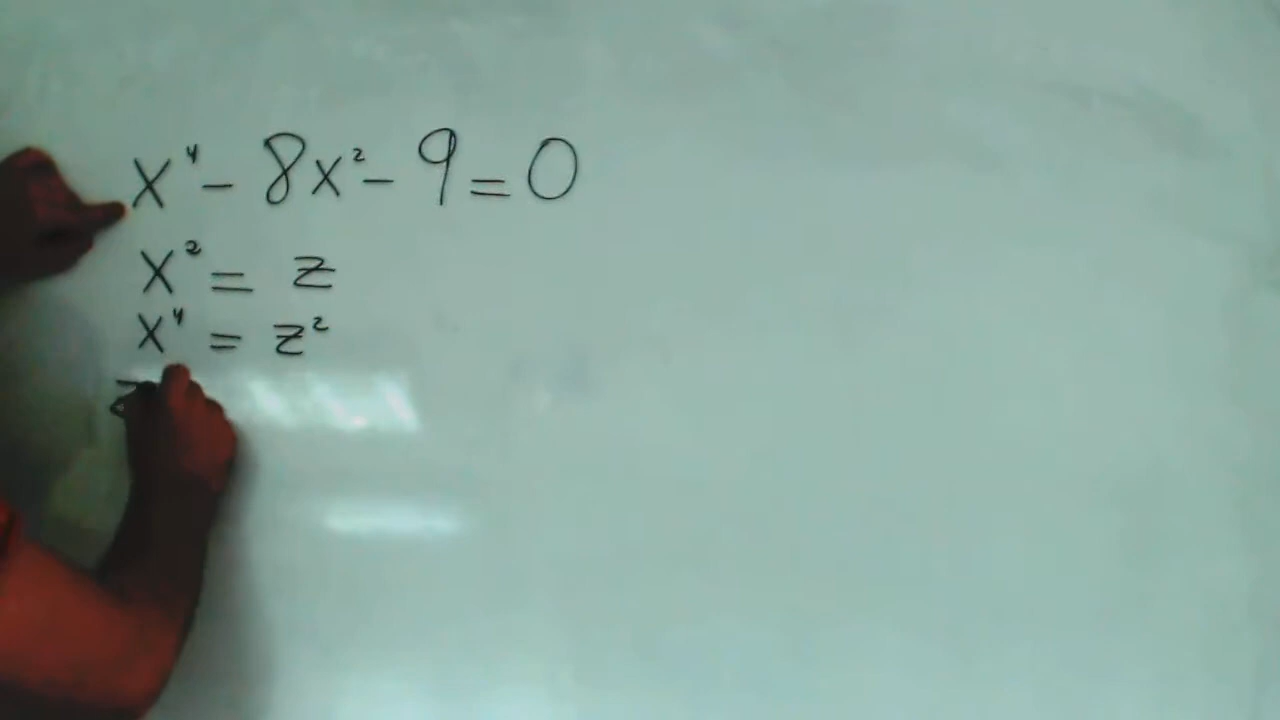 x⁴ - 8x² - 9 = 0
x² = z
x⁴ = z²
z